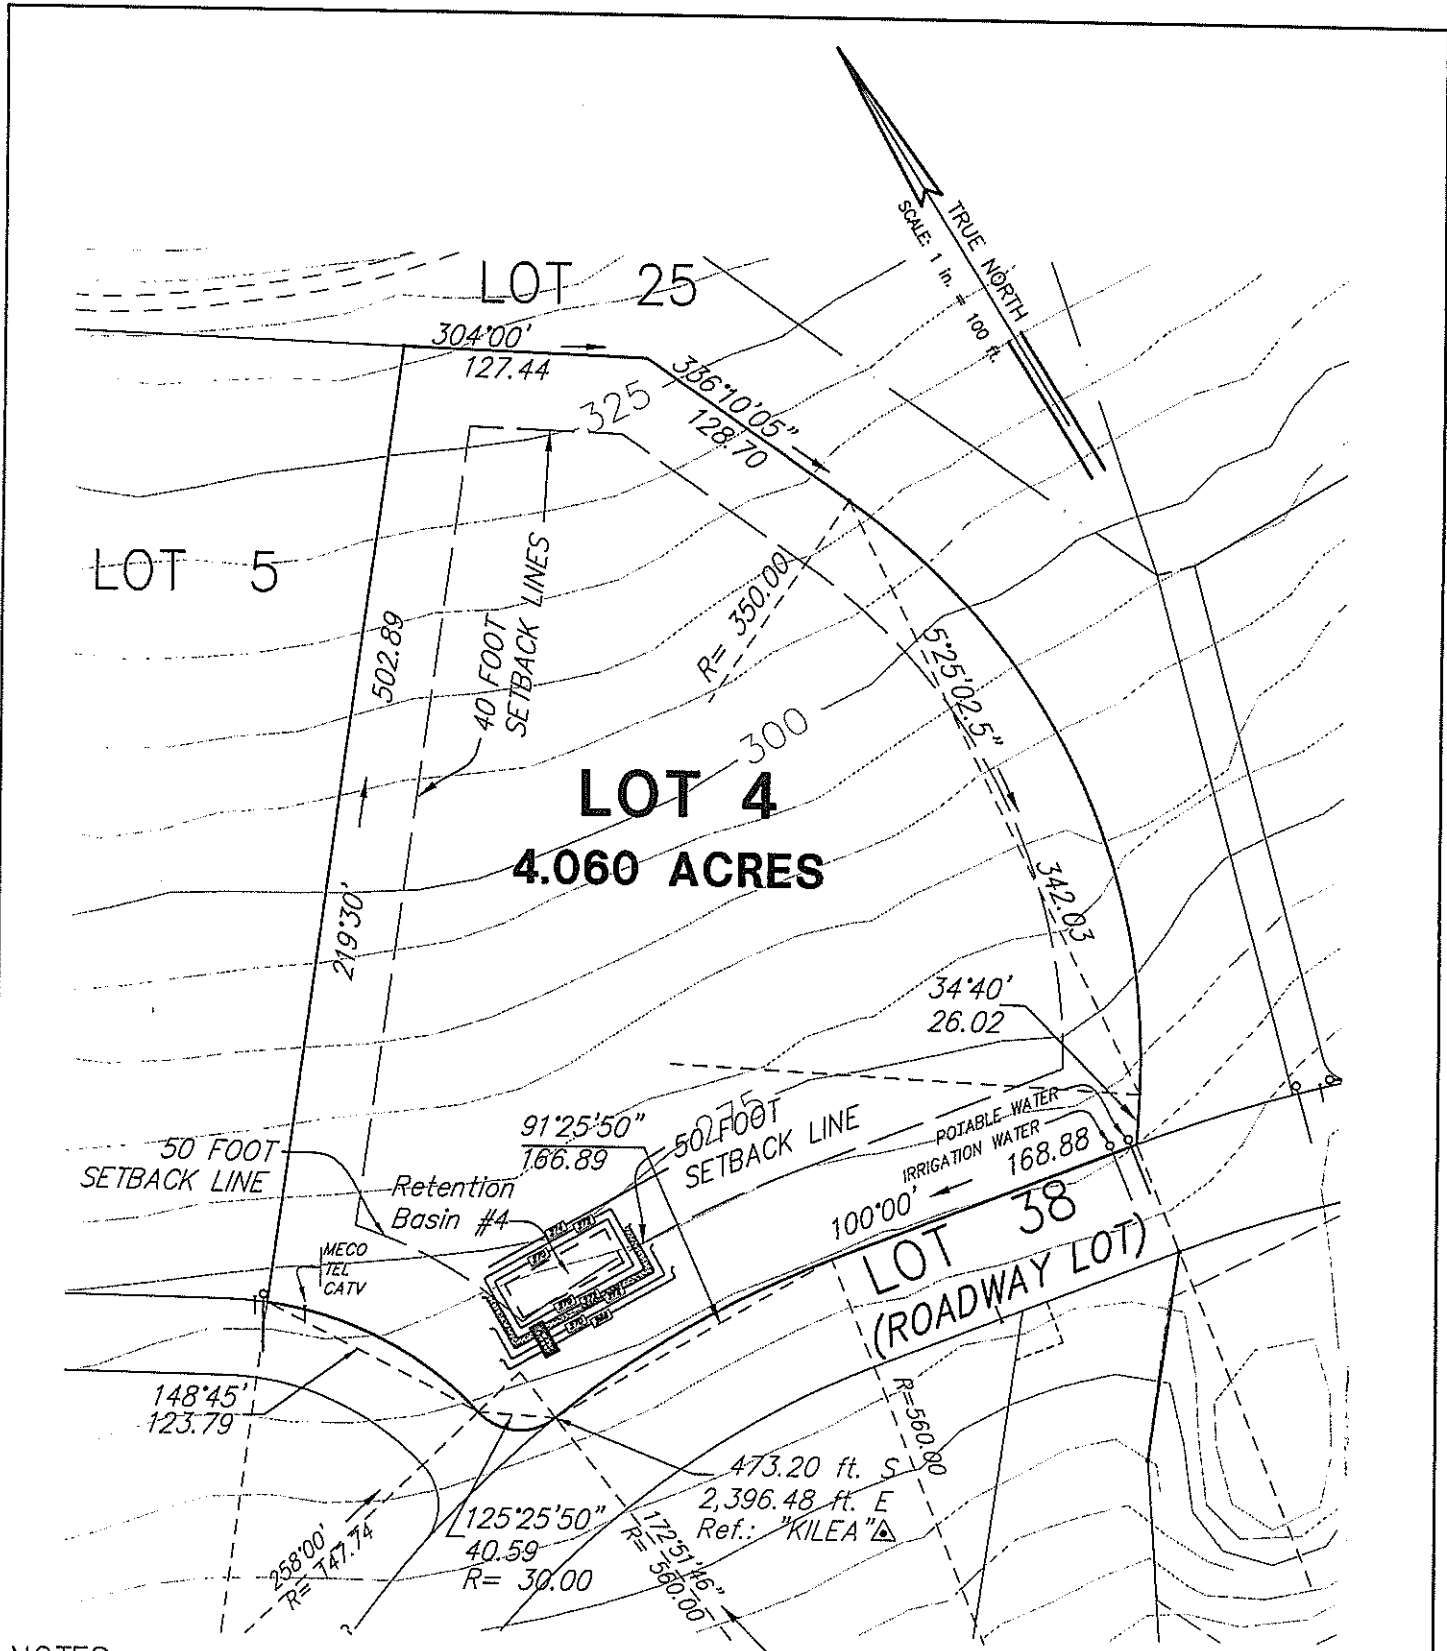 TRUE NORTH
SCALE: 1 in. = 100 ft.
LOT 25
304°00'
127.44
336°10'05"
128.70
325
LOT 5
502.89
219°30'
40 FOOT
SETBACK LINES
R= 350.00
5°25'02.5"
342.03
300
LOT 4
4.060 ACRES
34°40'
26.02
275
50 FOOT
SETBACK LINE
91°25'50"
166.89
50 FOOT
SETBACK LINE
POTABLE WATER
IRRIGATION WATER
168.88
100°00'
Retention
Basin #4
MECO
TEL
CATV
LOT 38
(ROADWAY LOT)
148°45'
123.79
R=560.00
473.20 ft. S
2,396.48 ft. E
Ref.: "KILEA"
125°25'50"
40.59
R= 30.00
258°00'
R= 147.74
172°51'46"
R= 560.00